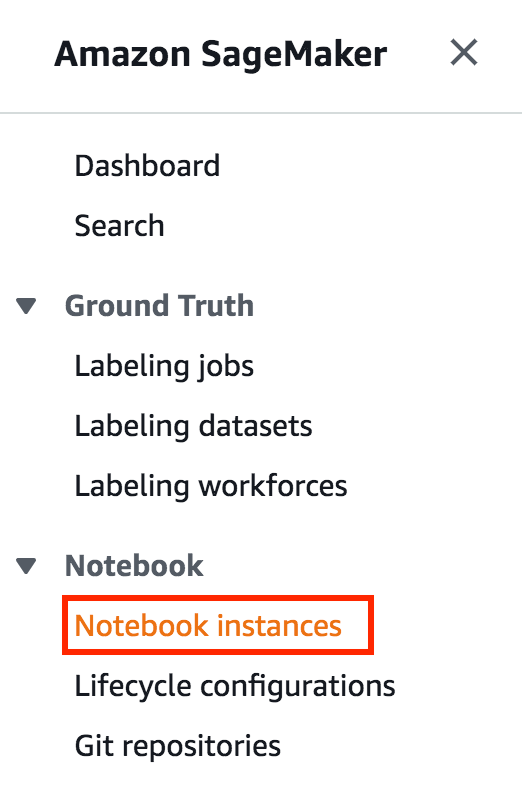 Amazon SageMaker
Dashboard
Search
Ground Truth
Labeling jobs
Labeling datasets
Labeling workforces
Notebook
Notebook instances
Lifecycle configurations
Git repositories